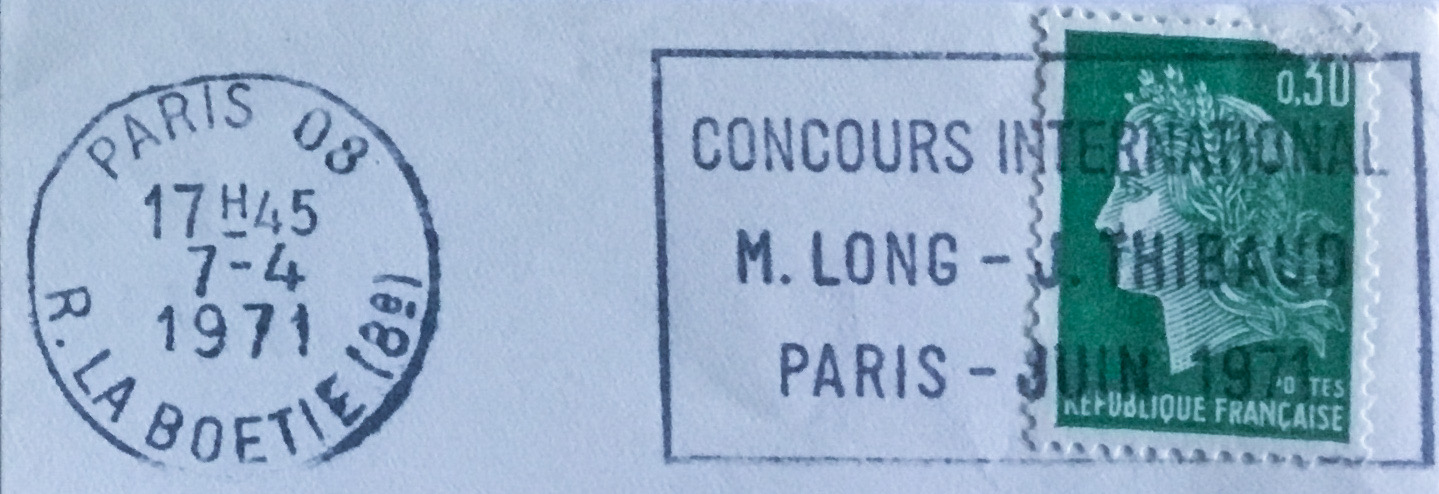 PARIS 08
17H45
7-4
1971
R. LA BOETIE (8e)
CONCOURS INTERNATIONAL
M. LONG - J. THIBAUD
PARIS - JUIN 1971
0,30
POSTES
REPUBLIQUE FRANÇAISE